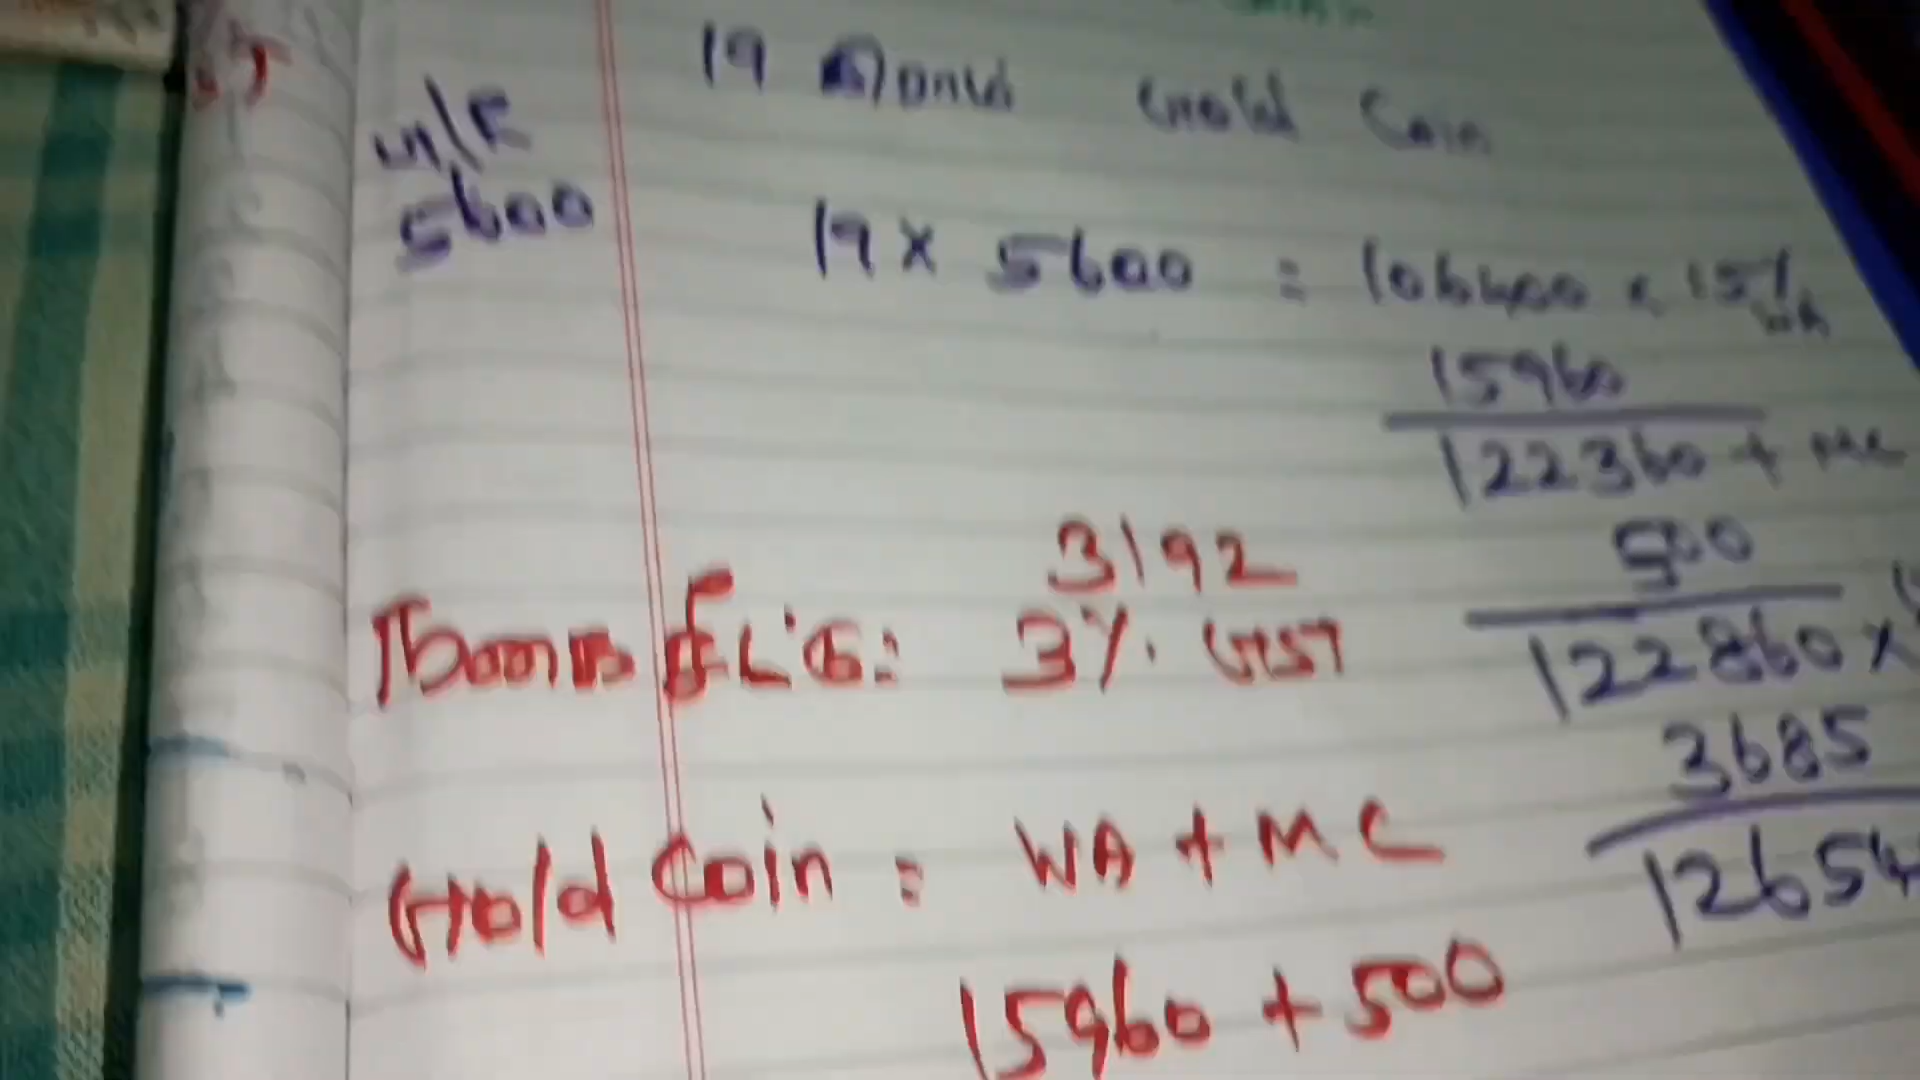 19 கிராம் Gold Coin
M/R
5600
19 x 5600 = 106400 x 15%
15960
122360 + MC
500
122860 x
3685
12654
3192
நகை சீட்டு: 3% GST
Gold Coin = WA + MC
15960 + 500